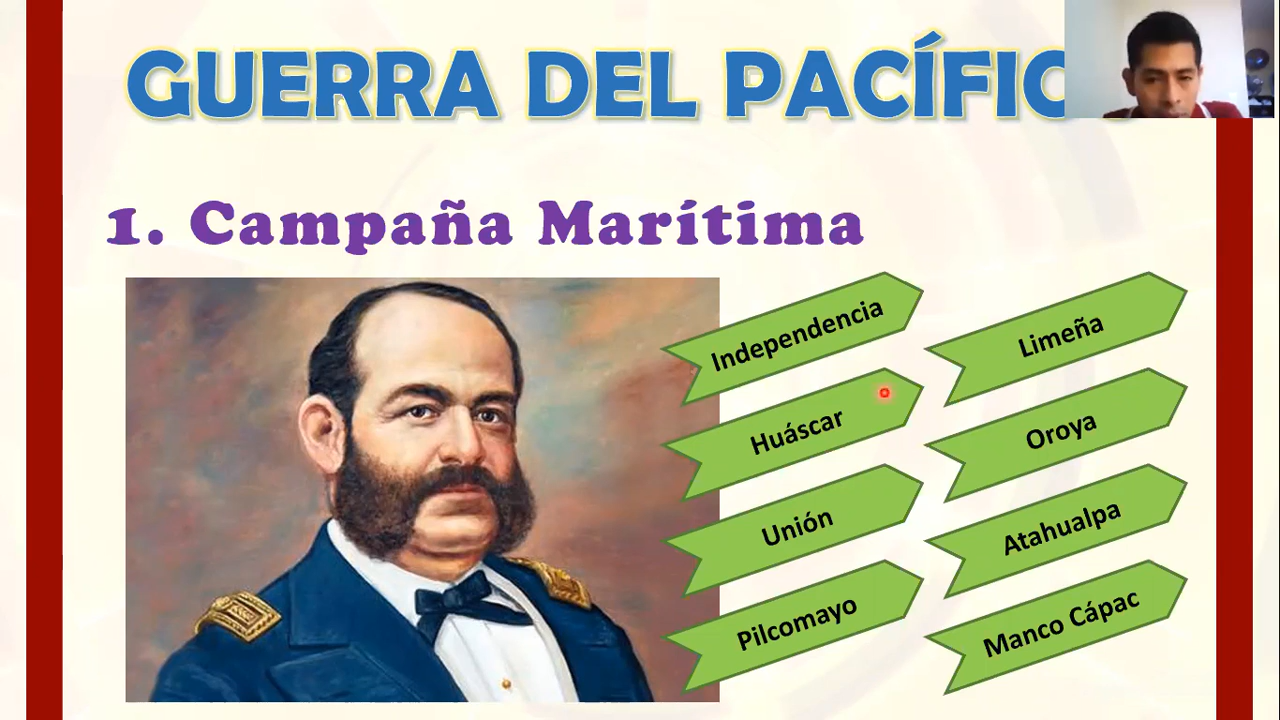 GUERRA DEL PACÍFIC
1. Campaña Marítima
Independencia
Huáscar
Unión
Pilcomayo
Limeña
Oroya
Atahualpa
Manco Cápac